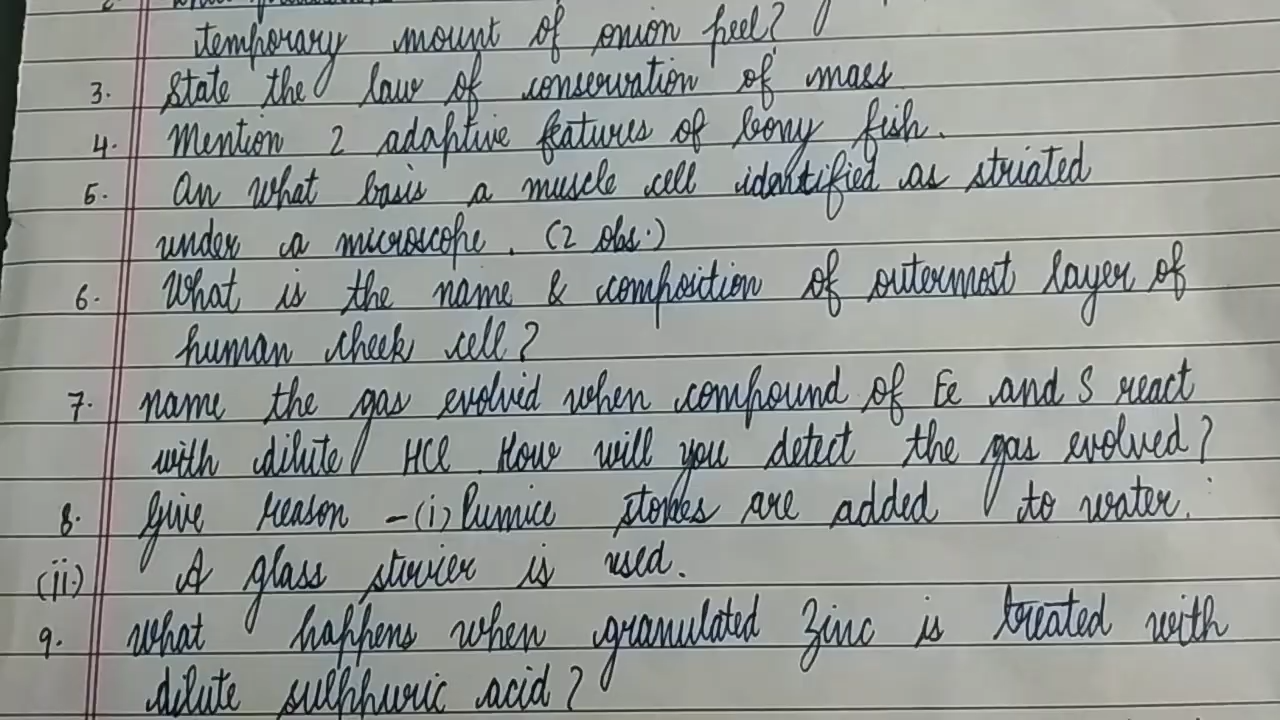 2.
temporary mount of onion peel?
3. State the law of conservation of mass
4. Mention 2 adaptive features of bony fish.
5. On what basis a muscle cell identified as striated
under a microscope. (2 obs.)
6. What is the name & composition of outermost layer of
human cheek cell?
7. name the gas evolved when compound of Fe and S react
with dilute HCl. How will you detect the gas evolved?
8. Give reason - (i) Pumice stones are added to water.
(ii) A glass stirrer is used.
9. what happens when granulated Zinc is treated with
dilute sulphuric acid?